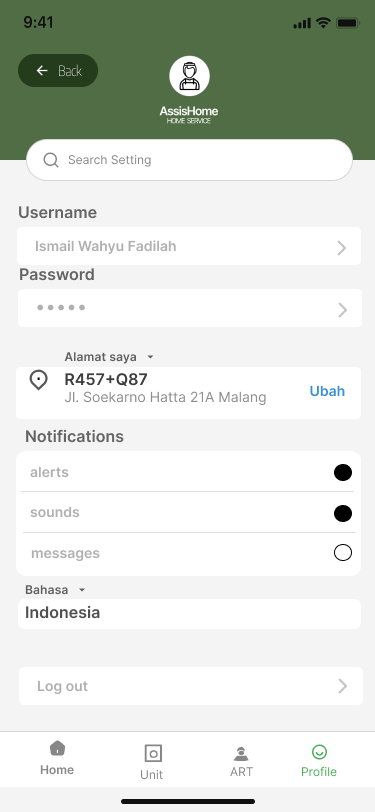 9:41
Back
AssisHome
HOME SERVICE
Search Setting
Username
Ismail Wahyu Fadilah
Password
Alamat saya
R457+Q87
Jl. Soekarno Hatta 21A Malang
Ubah
Notifications
alerts
sounds
messages
Bahasa
Indonesia
Log out
Home
Unit
ART
Profile